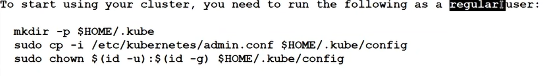 To start using your cluster, you need to run the following as a regular user:
mkdir -p $HOME/.kube
sudo cp -i /etc/kubernetes/admin.conf $HOME/.kube/config
sudo chown $(id -u):$(id -g) $HOME/.kube/config